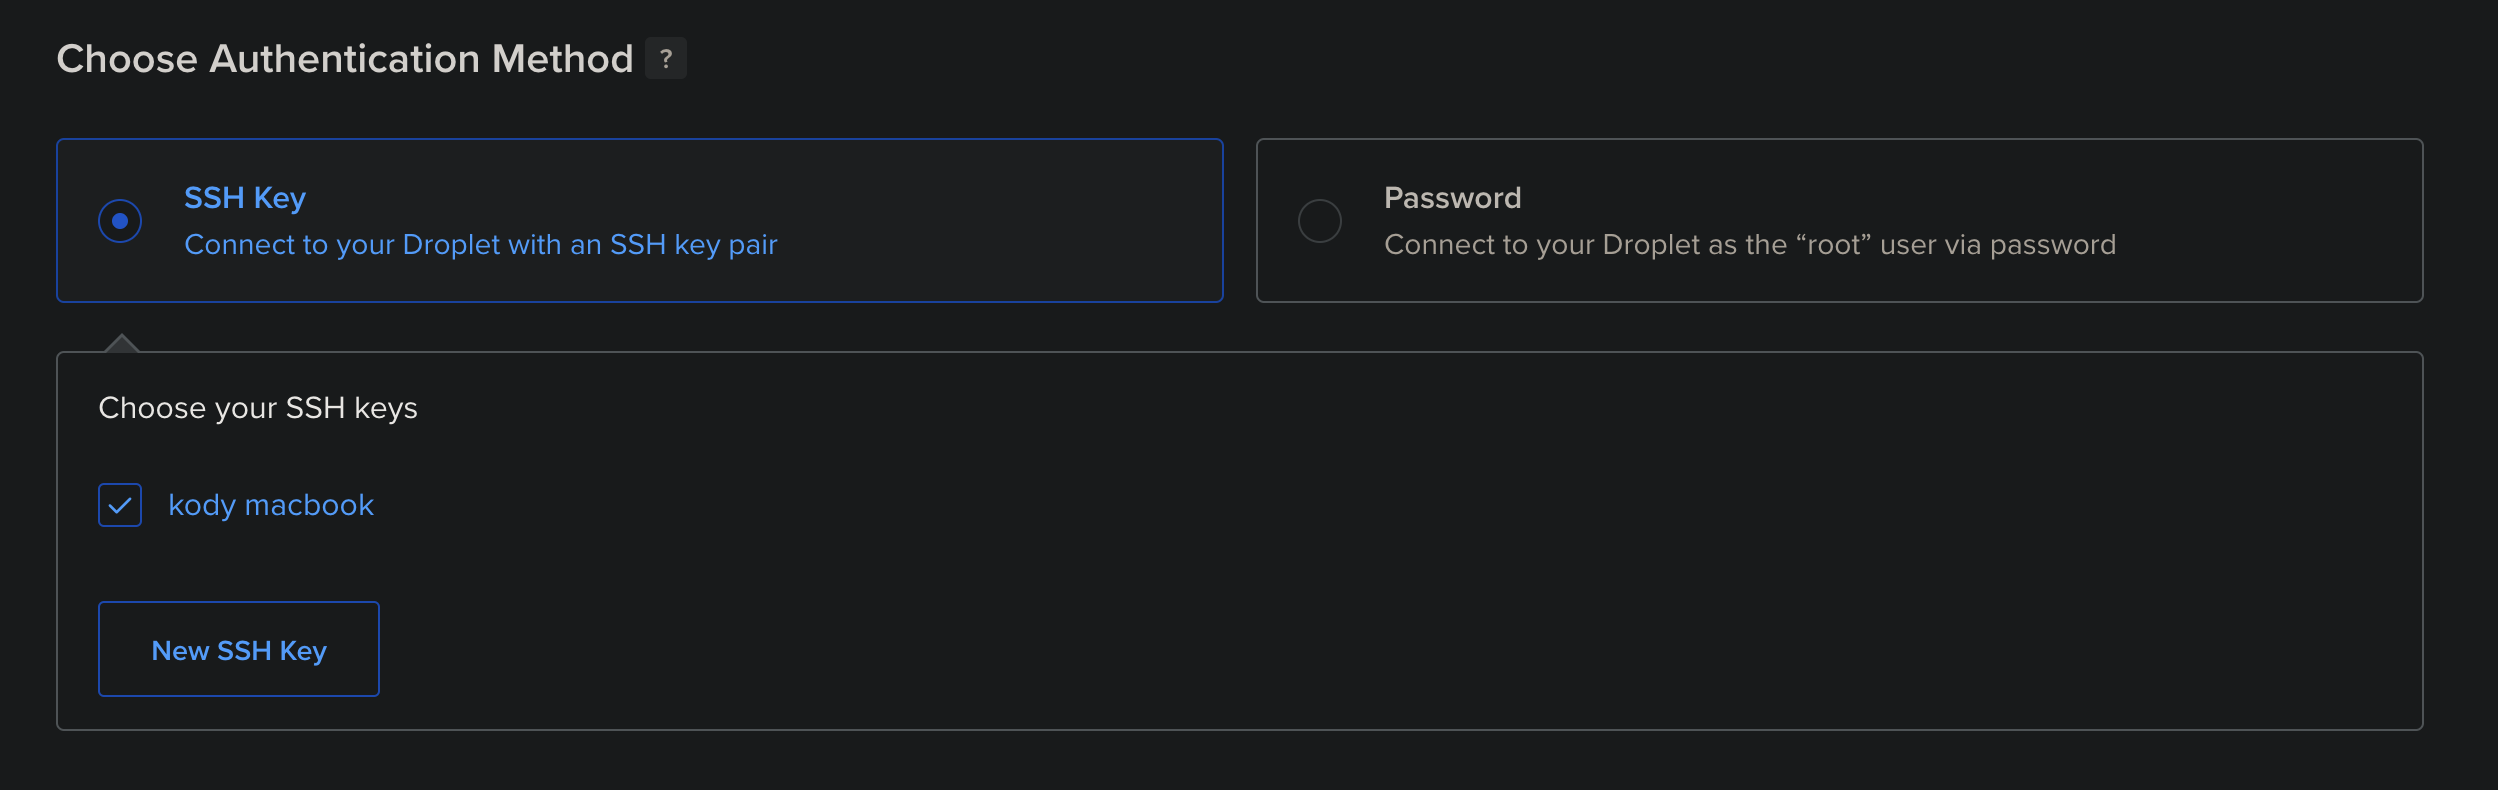 Choose Authentication Method ?
SSH Key
Connect to your Droplet with an SSH key pair
Password
Connect to your Droplet as the “root” user via password
Choose your SSH keys
kody macbook
New SSH Key